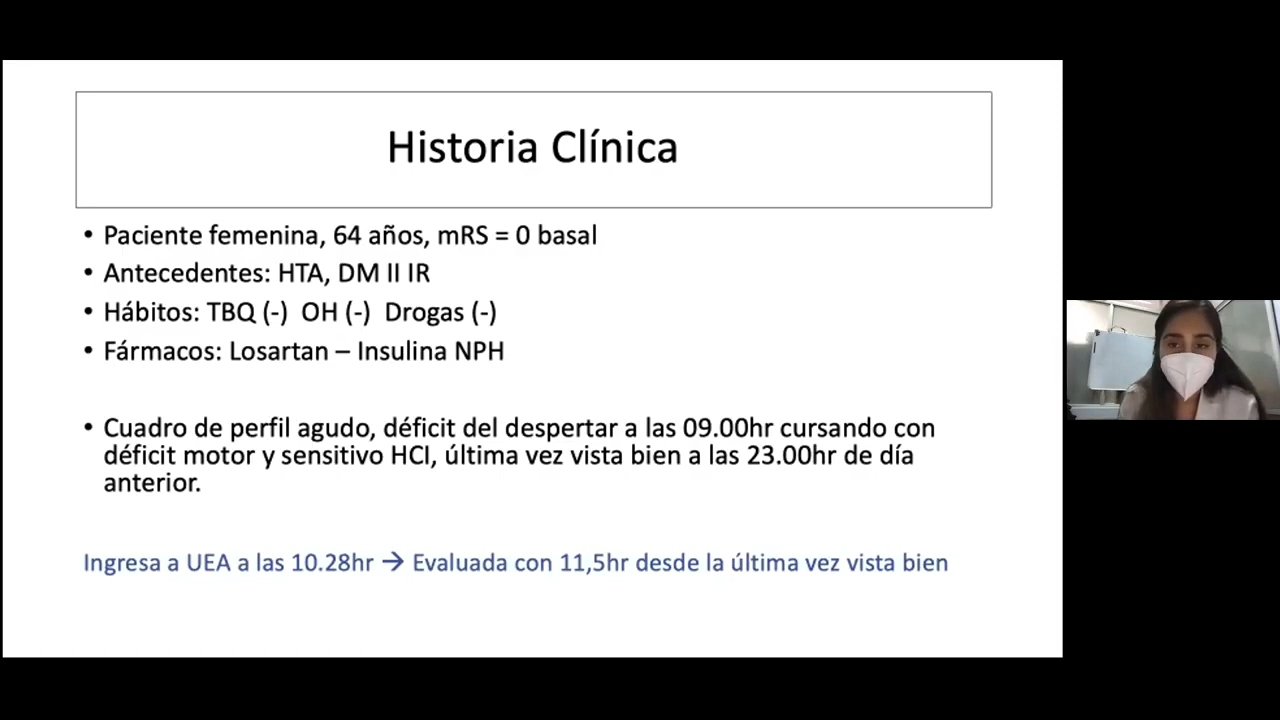 Historia Clínica
• Paciente femenina, 64 años, mRS = 0 basal
• Antecedentes: HTA, DM II IR
• Hábitos: TBQ (-)  OH (-)  Drogas (-)
• Fármacos: Losartan – Insulina NPH
• Cuadro de perfil agudo, déficit del despertar a las 09.00hr cursando con
déficit motor y sensitivo HCI, última vez vista bien a las 23.00hr de día
anterior.
Ingresa a UEA a las 10.28hr → Evaluada con 11,5hr desde la última vez vista bien